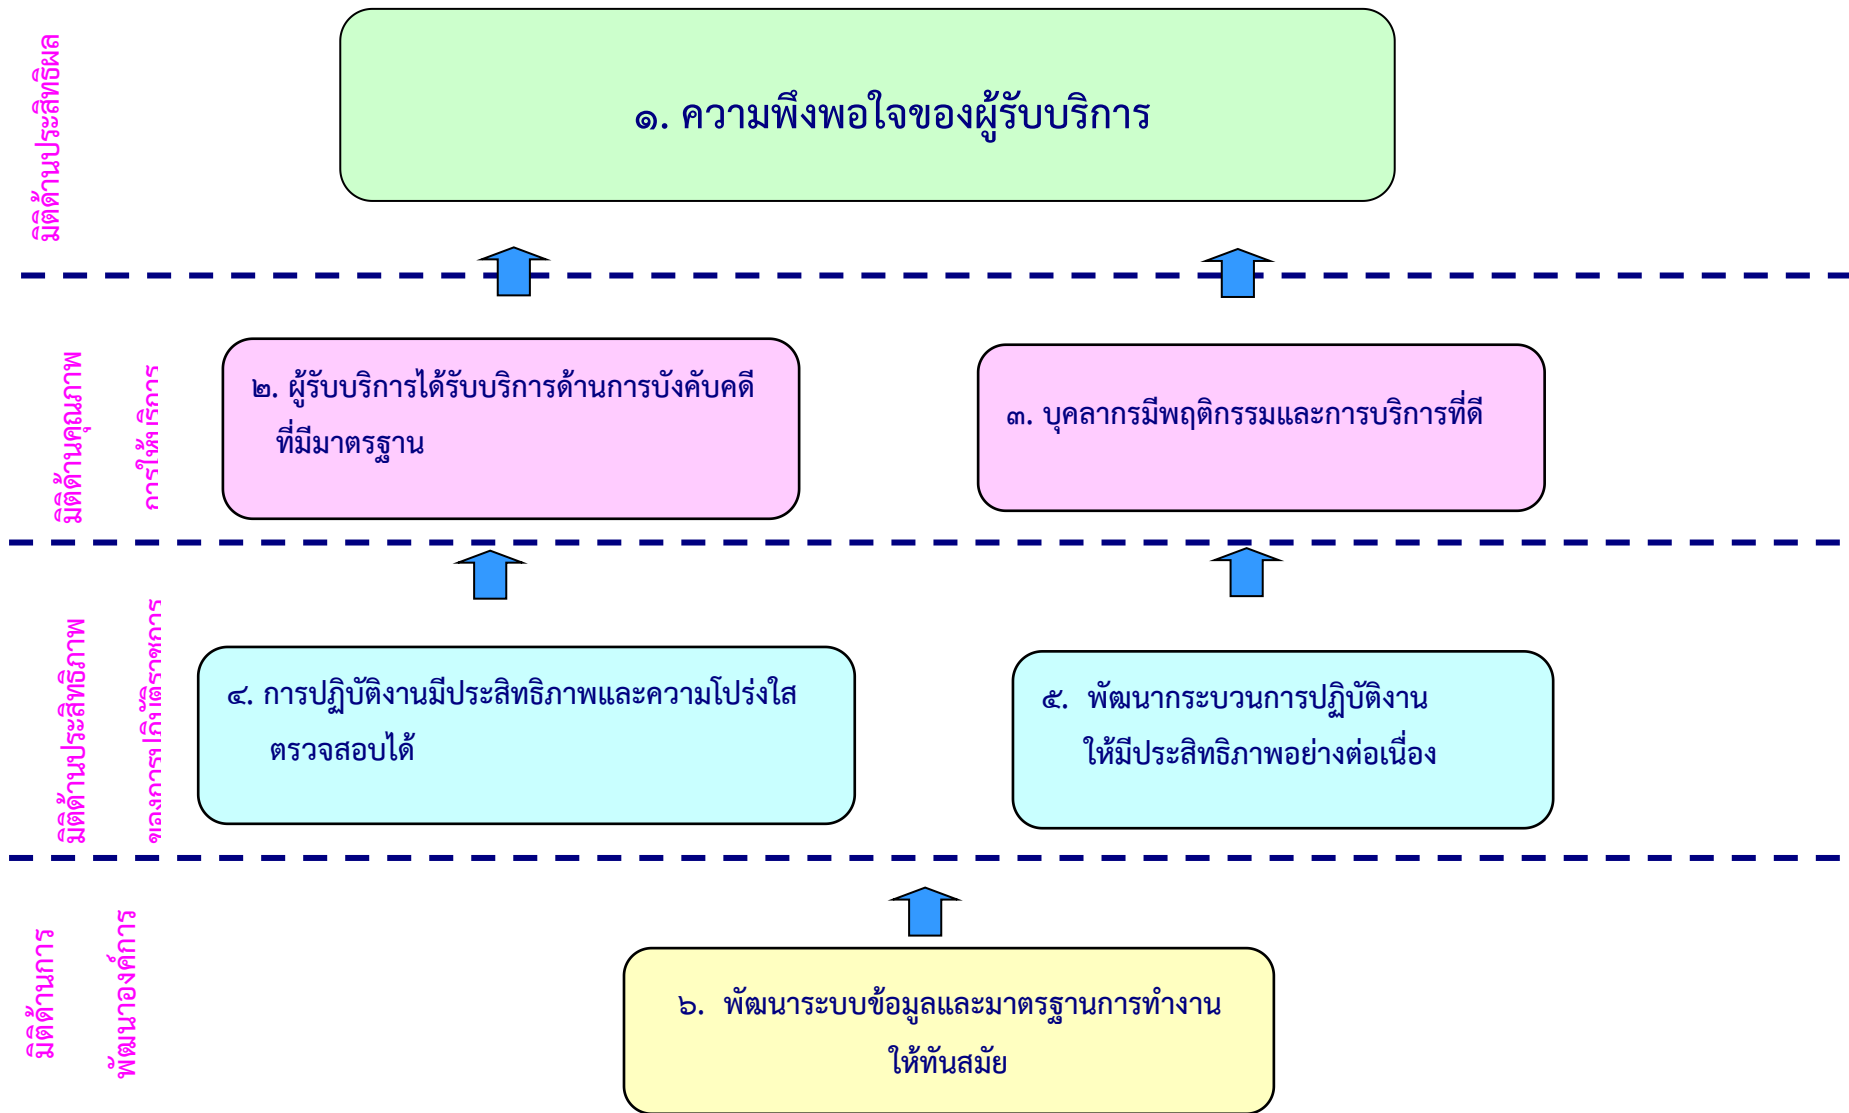 มิติด้านประสิทธิผล
๑. ความพึงพอใจของผู้รับบริการ
มิติด้านคุณภาพ
การให้บริการ
๒. ผู้รับบริการได้รับบริการด้านการบังคับคดี
ที่มีมาตรฐาน
๓. บุคลากรมีพฤติกรรมและการบริการที่ดี
มิติด้านประสิทธิภาพ
ของการปฏิบัติราชการ
๔. การปฏิบัติงานมีประสิทธิภาพและความโปร่งใส
ตรวจสอบได้
๕. พัฒนากระบวนการปฏิบัติงาน
ให้มีประสิทธิภาพอย่างต่อเนื่อง
มิติด้านการ
พัฒนาองค์การ
๖. พัฒนาระบบข้อมูลและมาตรฐานการทำงาน
ให้ทันสมัย